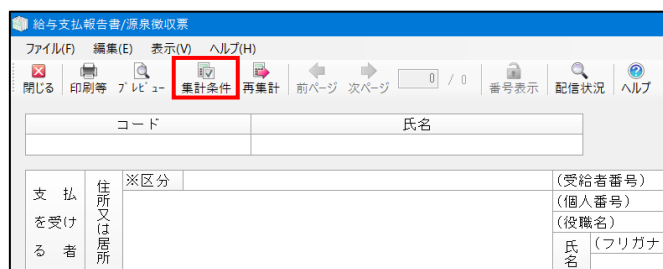 給与支払報告書/源泉徴収票
ファイル(F) 編集(E) 表示(V) ヘルプ(H)
閉じる 印刷等 プレビュー 集計条件 再集計 前ページ 次ページ 0 / 0 番号表示 配信状況 ヘルプ
コード 氏名
支払を受ける者 住所又は居所 ※区分 (受給者番号)
(個人番号)
(役職名)
氏名 (フリガナ